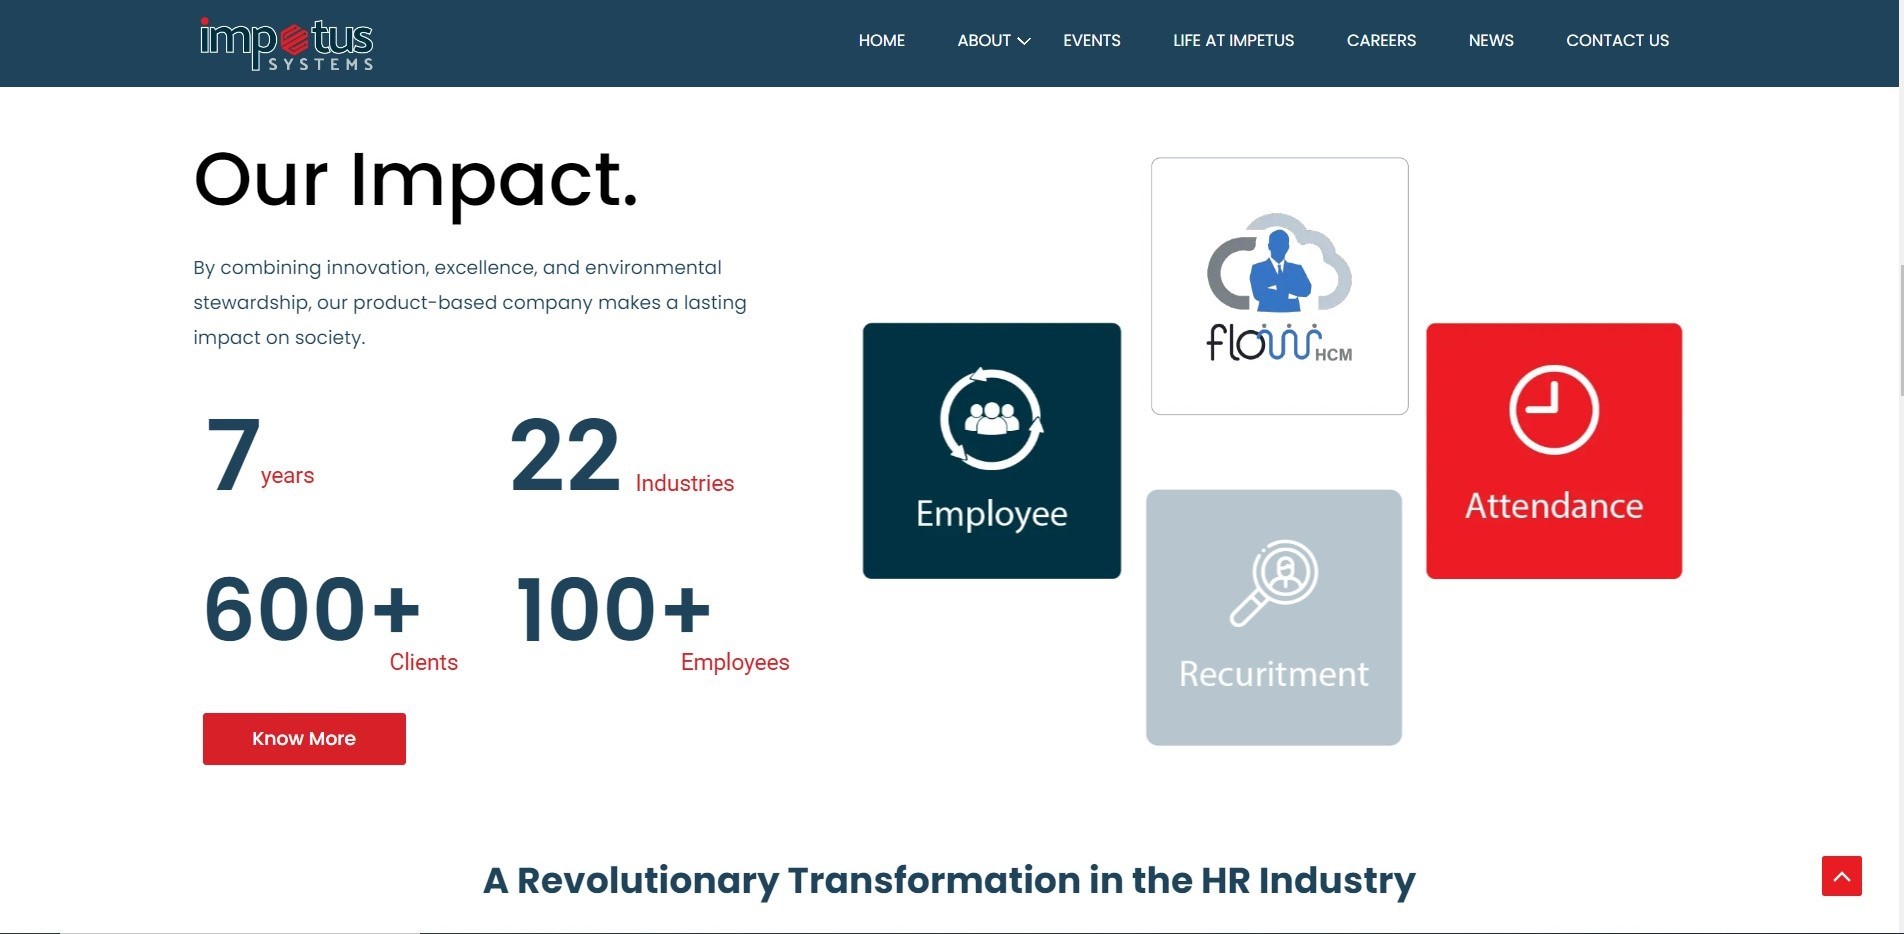 impetus
SYSTEMS
HOME
ABOUT
EVENTS
LIFE AT IMPETUS
CAREERS
NEWS
CONTACT US
Our Impact.
By combining innovation, excellence, and environmental
stewardship, our product-based company makes a lasting
impact on society.
7 years
22 Industries
600+
Clients
100+
Employees
Know More
flow HCM
Employee
Attendance
Recuritment
A Revolutionary Transformation in the HR Industry